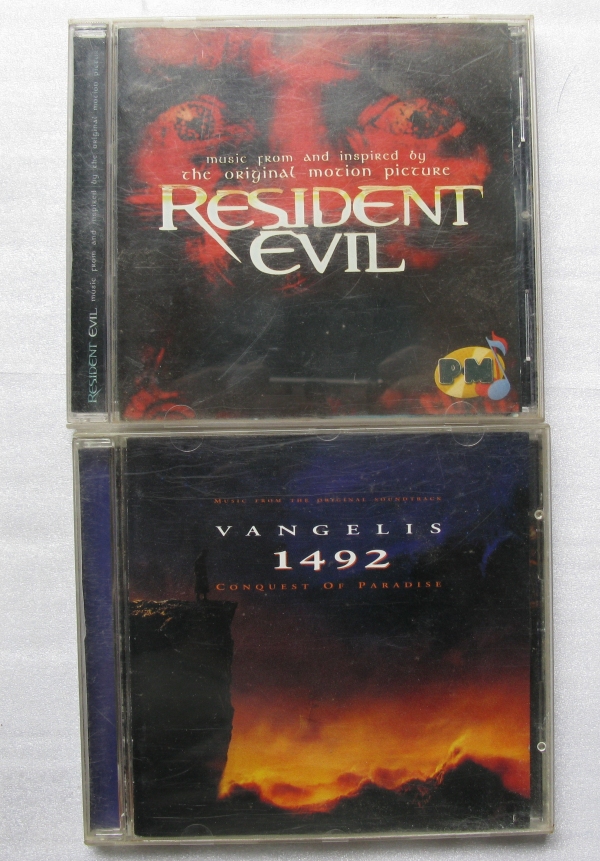 RESIDENT EVIL music from and inspired by the original motion picture
music from and inspired by
the original motion picture
RESIDENT
EVIL
PM
MUSIC FROM THE ORIGINAL SOUNDTRACK
VANGELIS
1492
CONQUEST OF PARADISE